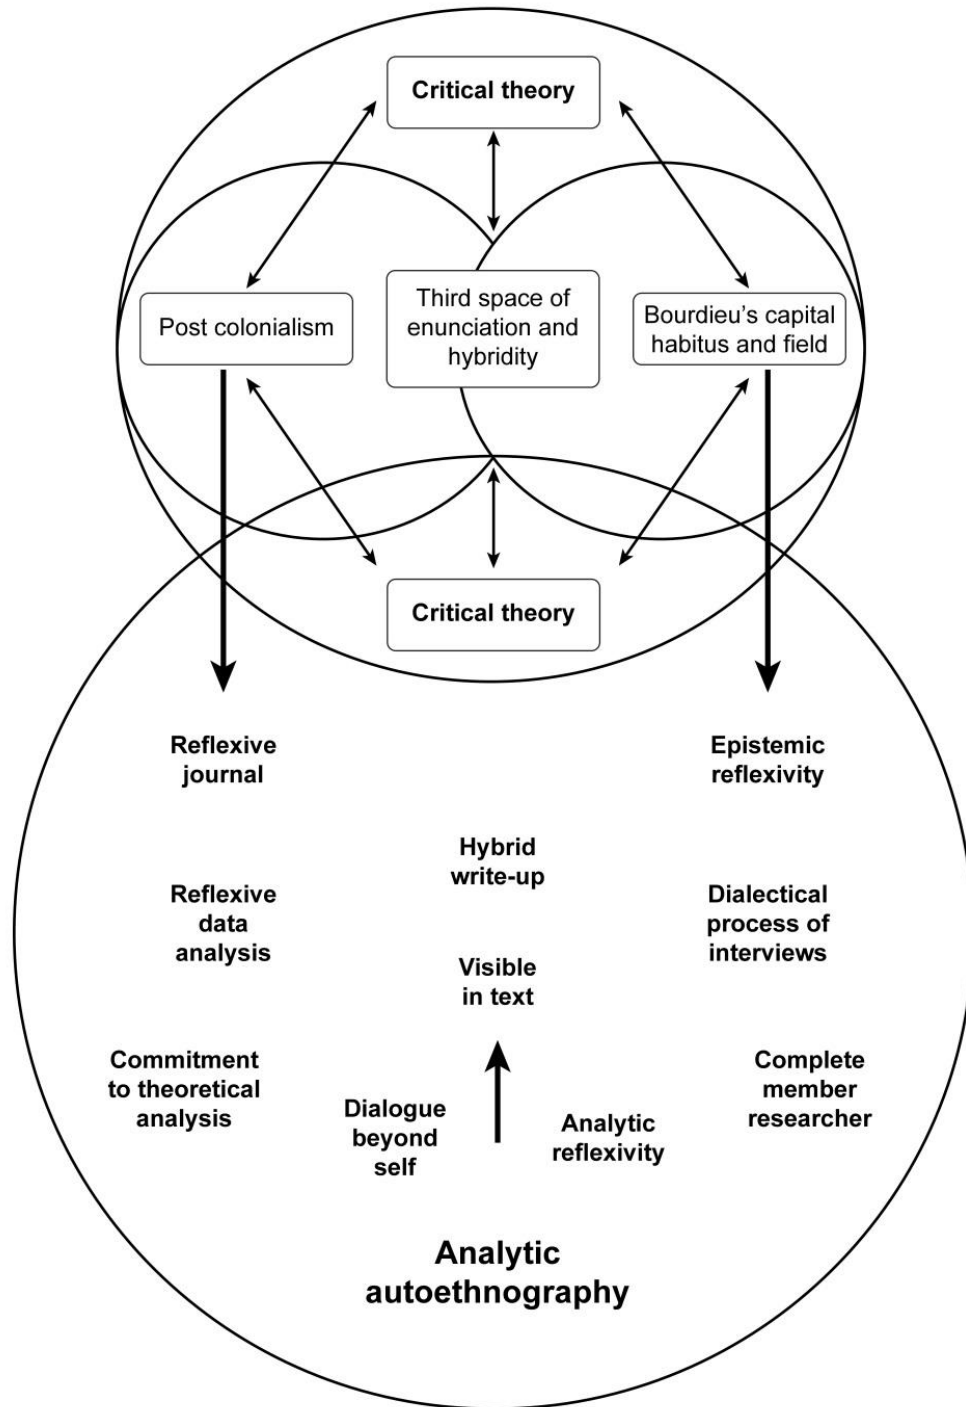 Critical theory
Post colonialism
Third space of
enunciation and
hybridity
Bourdieu’s capital
habitus and field
Critical theory
Reflexive
journal
Epistemic
reflexivity
Hybrid
write-up
Reflexive
data
analysis
Dialectical
process of
interviews
Visible
in text
Commitment
to theoretical
analysis
Complete
member
researcher
Dialogue
beyond
self
Analytic
reflexivity
Analytic
autoethnography